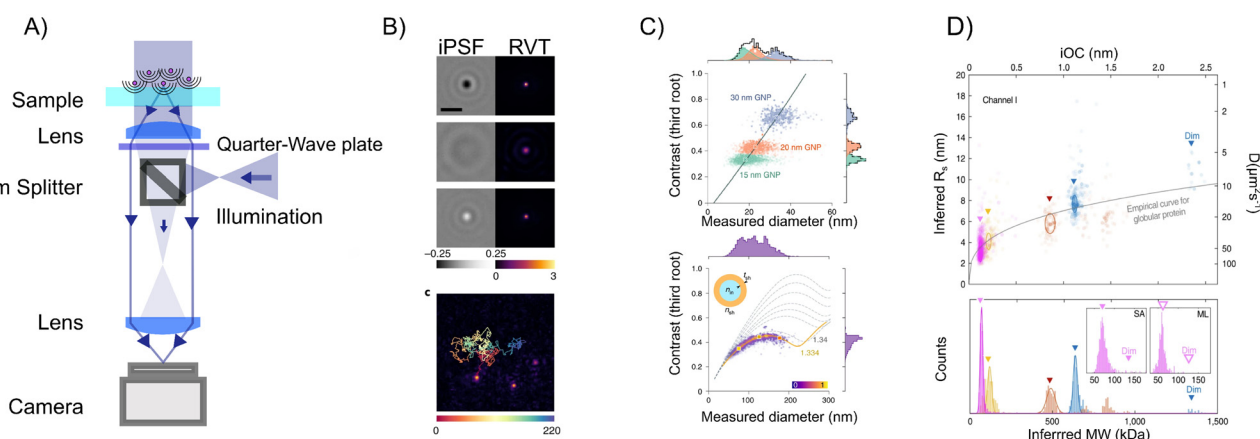 A)
Sample
Lens
Quarter-Wave plate
m Splitter
Illumination
Lens
Camera
B)
iPSF
RVT
−0.25
0.25
0
3
c
0
220
C)
30 nm GNP
20 nm GNP
15 nm GNP
Contrast (third root)
1.0
0.8
0.6
0.4
0.2
0
0
20
40
60
Measured diameter (nm)
t sh
n in
n sh
1.34
1.334
0
1
Contrast (third root)
1.0
0.8
0.6
0.4
0.2
0
0
100
200
300
Measured diameter (nm)
D)
iOC (nm)
0
0.5
1.0
1.5
2.0
2.5
Channel I
Dim
Empirical curve for
globular protein
Inferred Rs (nm)
20
18
16
14
12
10
8
6
4
2
0
1
2
5
10
20
50
100
D(μm²s⁻¹)
SA
Dim
50
100
150
ML
Dim
50
100
150
Dim
Counts
0
500
1,000
1,500
Inferrred MW (kDa)